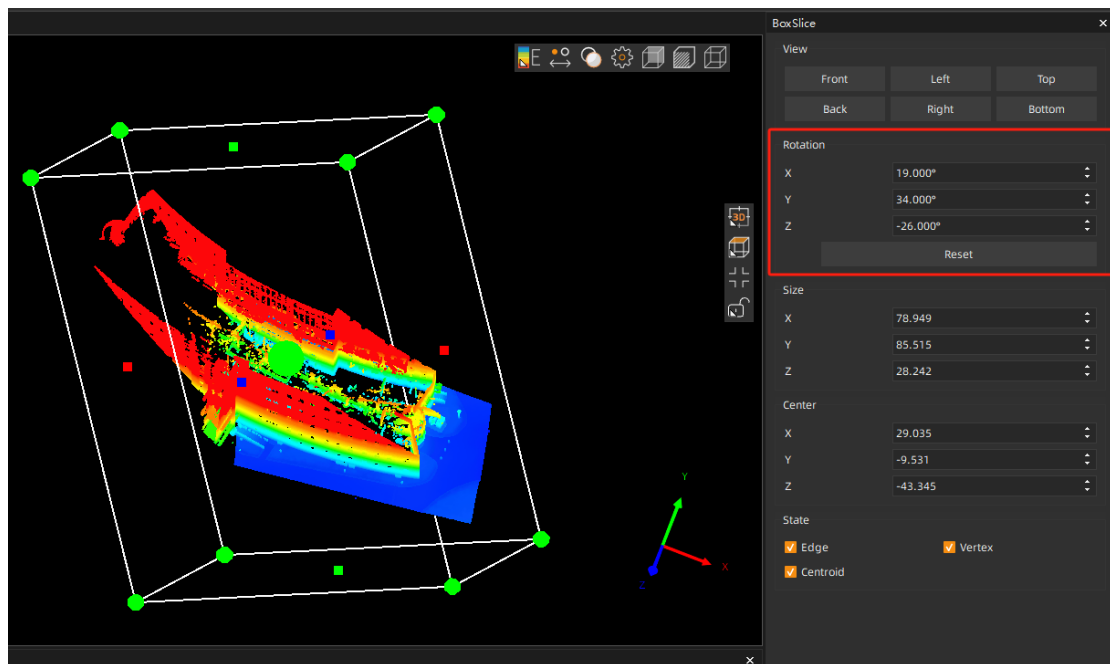 BoxSlice
View
Front Left Top
Back Right Bottom
Rotation
X 19.000°
Y 34.000°
Z -26.000°
Reset
Size
X 78.949
Y 85.515
Z 28.242
Center
X 29.035
Y -9.531
Z -43.345
State
Edge Vertex
Centroid
E
3D
Y
X
Z